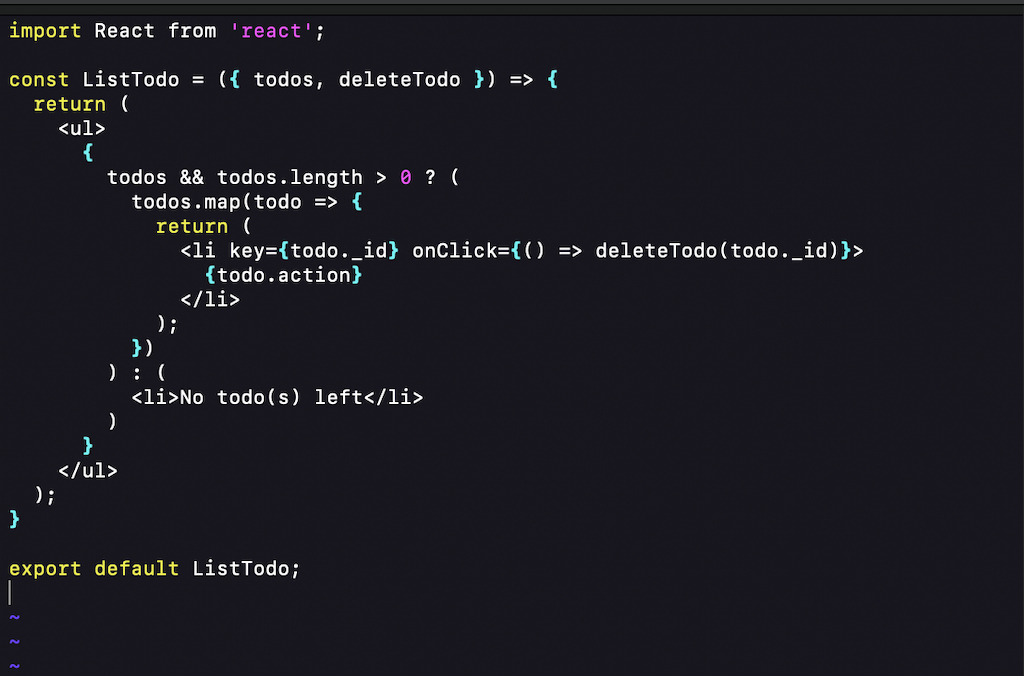 import React from 'react';

const ListTodo = ({ todos, deleteTodo }) => {
  return (
    <ul>
      {
        todos && todos.length > 0 ? (
          todos.map(todo => {
            return (
              <li key={todo._id} onClick={() => deleteTodo(todo._id)}>
                {todo.action}
              </li>
            );
          })
        ) : (
          <li>No todo(s) left</li>
        )
      }
    </ul>
  );
}

export default ListTodo;

~
~
~